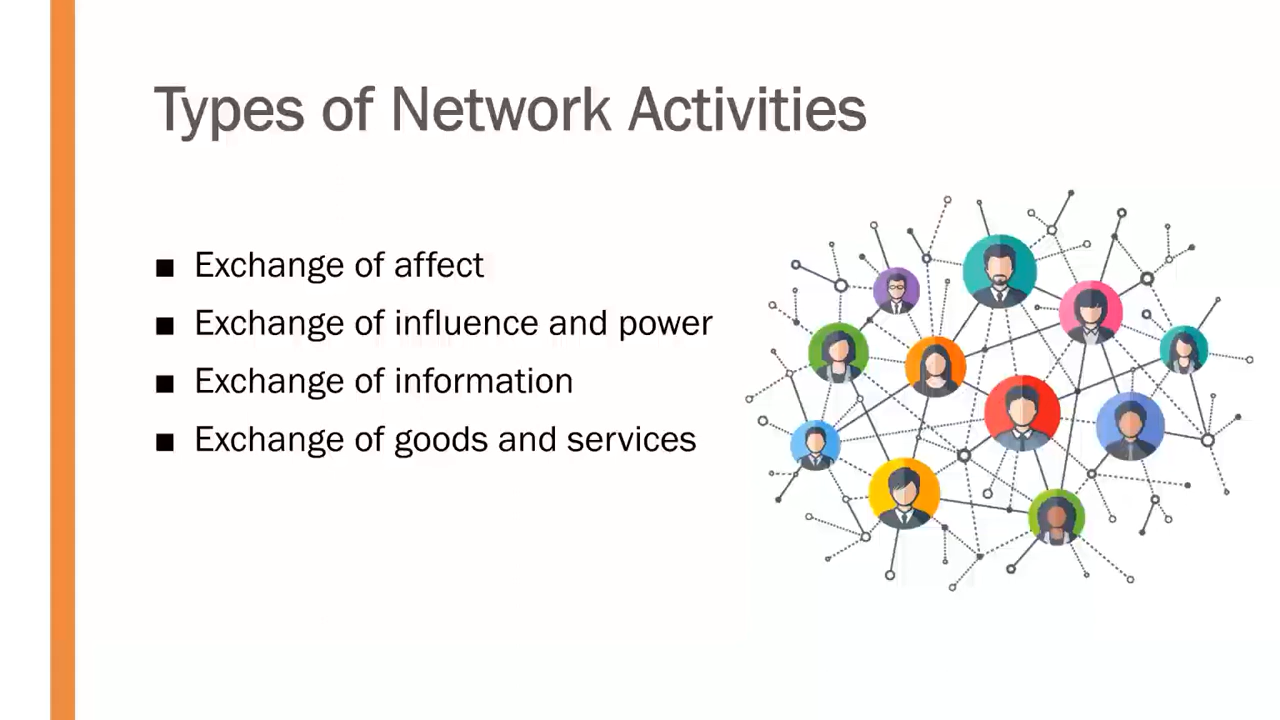 Types of Network Activities
■ Exchange of affect
■ Exchange of influence and power
■ Exchange of information
■ Exchange of goods and services